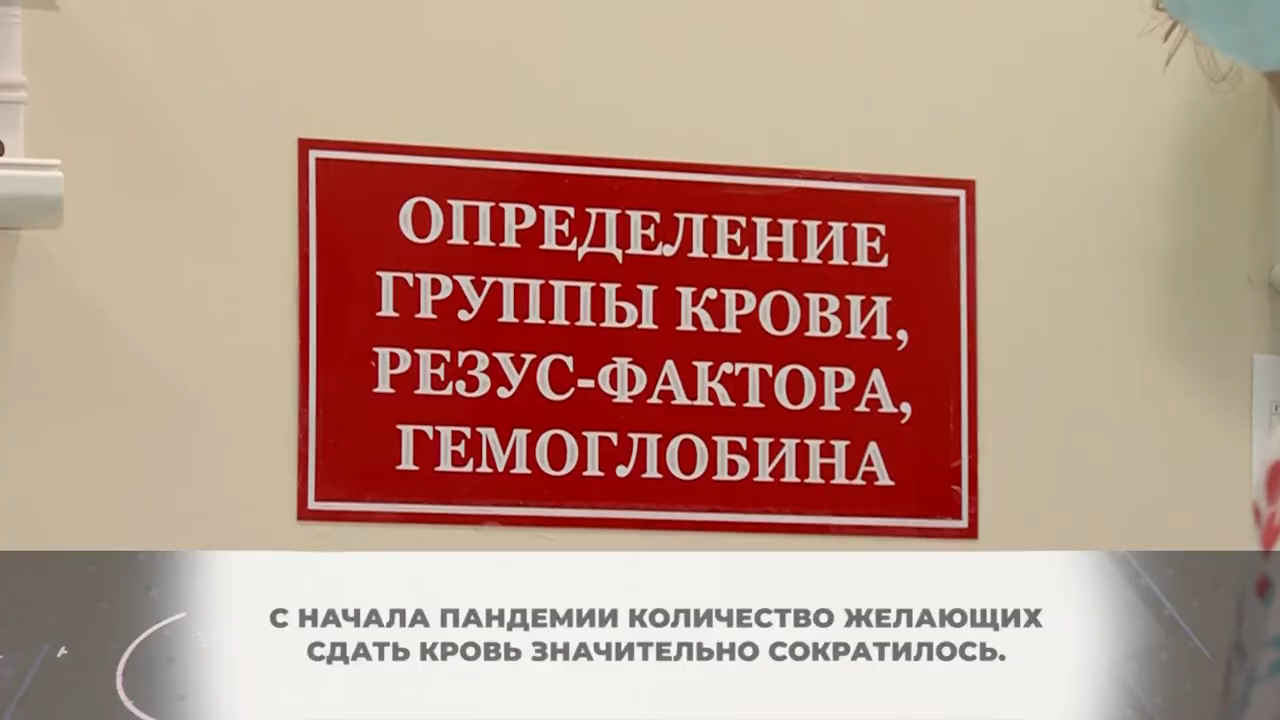 ОПРЕДЕЛЕНИЕ
ГРУППЫ КРОВИ,
РЕЗУС-ФАКТОРА,
ГЕМОГЛОБИНА
С НАЧАЛА ПАНДЕМИИ КОЛИЧЕСТВО ЖЕЛАЮЩИХ
СДАТЬ КРОВЬ ЗНАЧИТЕЛЬНО СОКРАТИЛОСЬ.